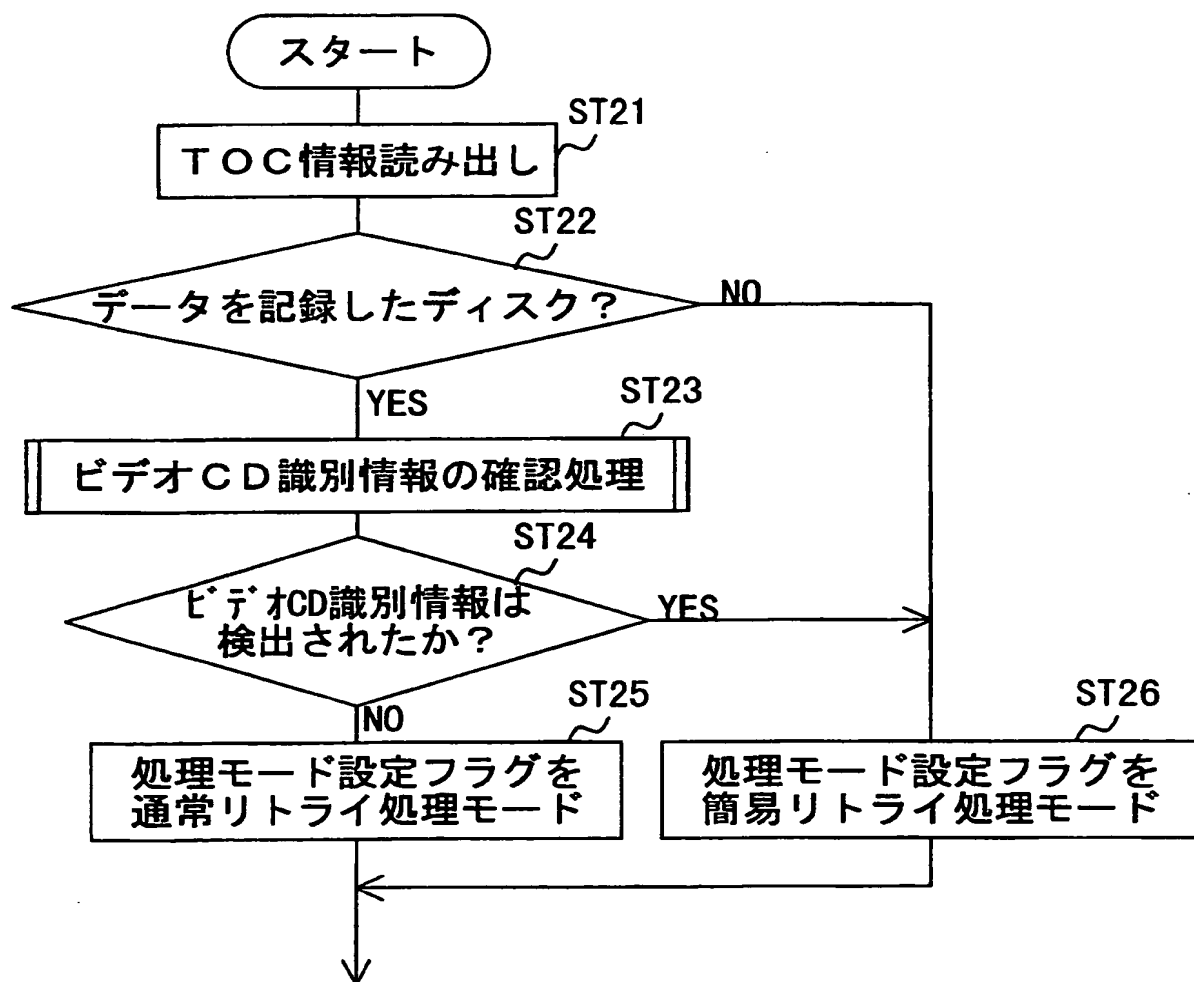 スタート
ST21
TOC情報読み出し
ST22
データを記録したディスク?
NO
YES
ST23
ビデオCD識別情報の確認処理
ST24
ビデオCD識別情報は
検出されたか?
YES
NO
ST25
処理モード設定フラグを
通常リトライ処理モード
ST26
処理モード設定フラグを
簡易リトライ処理モード